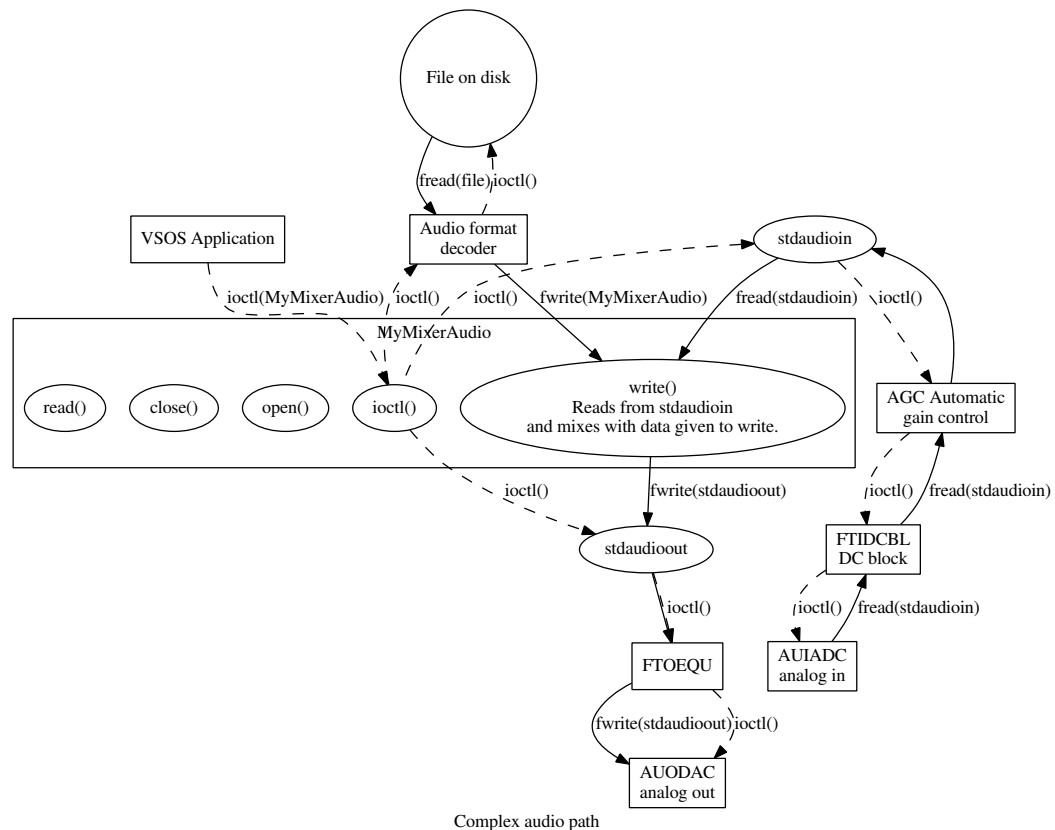 File on disk
fread(file)
ioctl()
VSOS Application
Audio format
decoder
stdaudioin
ioctl(MyMixerAudio)
ioctl()
ioctl()
fwrite(MyMixerAudio)
fread(stdaudioin)
ioctl()
MyMixerAudio
read()
close()
open()
ioctl()
write()
Reads from stdaudioin
and mixes with data given to write.
AGC Automatic
gain control
ioctl()
fwrite(stdaudioout)
ioctl()
fread(stdaudioin)
stdaudioout
FTIDCBL
DC block
ioctl()
ioctl()
fread(stdaudioin)
FTOEQU
AUIADC
analog in
fwrite(stdaudioout)
ioctl()
AUODAC
analog out
Complex audio path